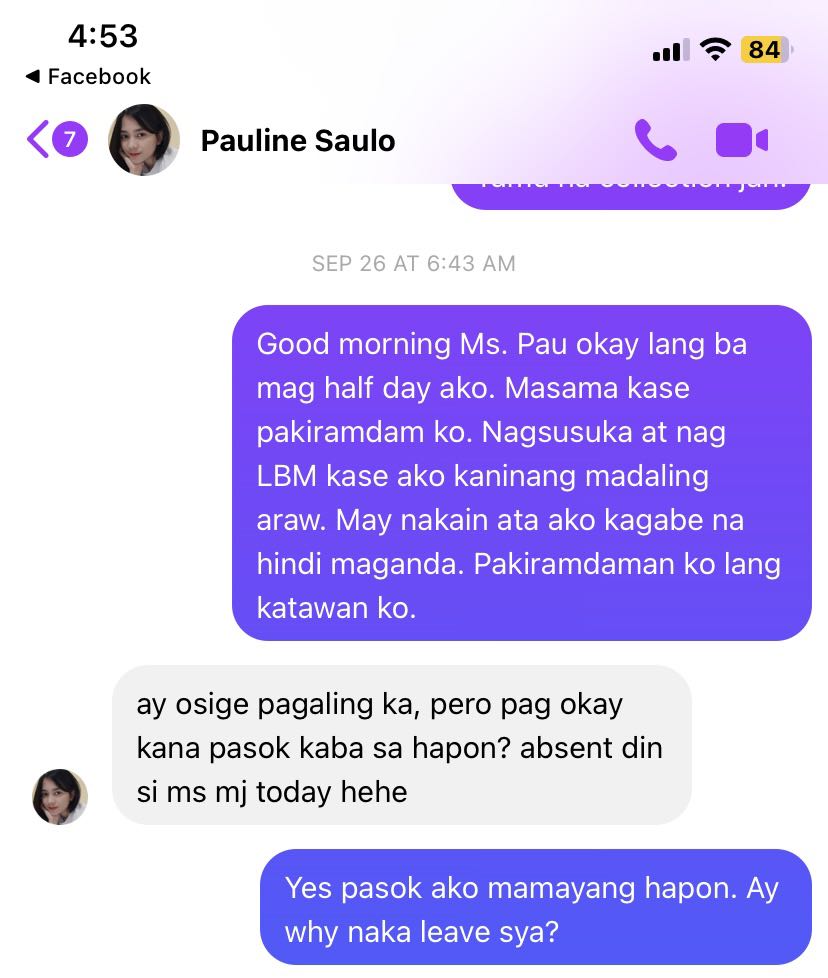 4:53
84
Facebook
7
Pauline Saulo
SEP 26 AT 6:43 AM
Good morning Ms. Pau okay lang ba
mag half day ako. Masama kase
pakiramdam ko. Nagsusuka at nag
LBM kase ako kaninang madaling
araw. May nakain ata ako kagabe na
hindi maganda. Pakiramdaman ko lang
katawan ko.
ay osige pagaling ka, pero pag okay
kana pasok kaba sa hapon? absent din
si ms mj today hehe
Yes pasok ako mamayang hapon. Ay
why naka leave sya?